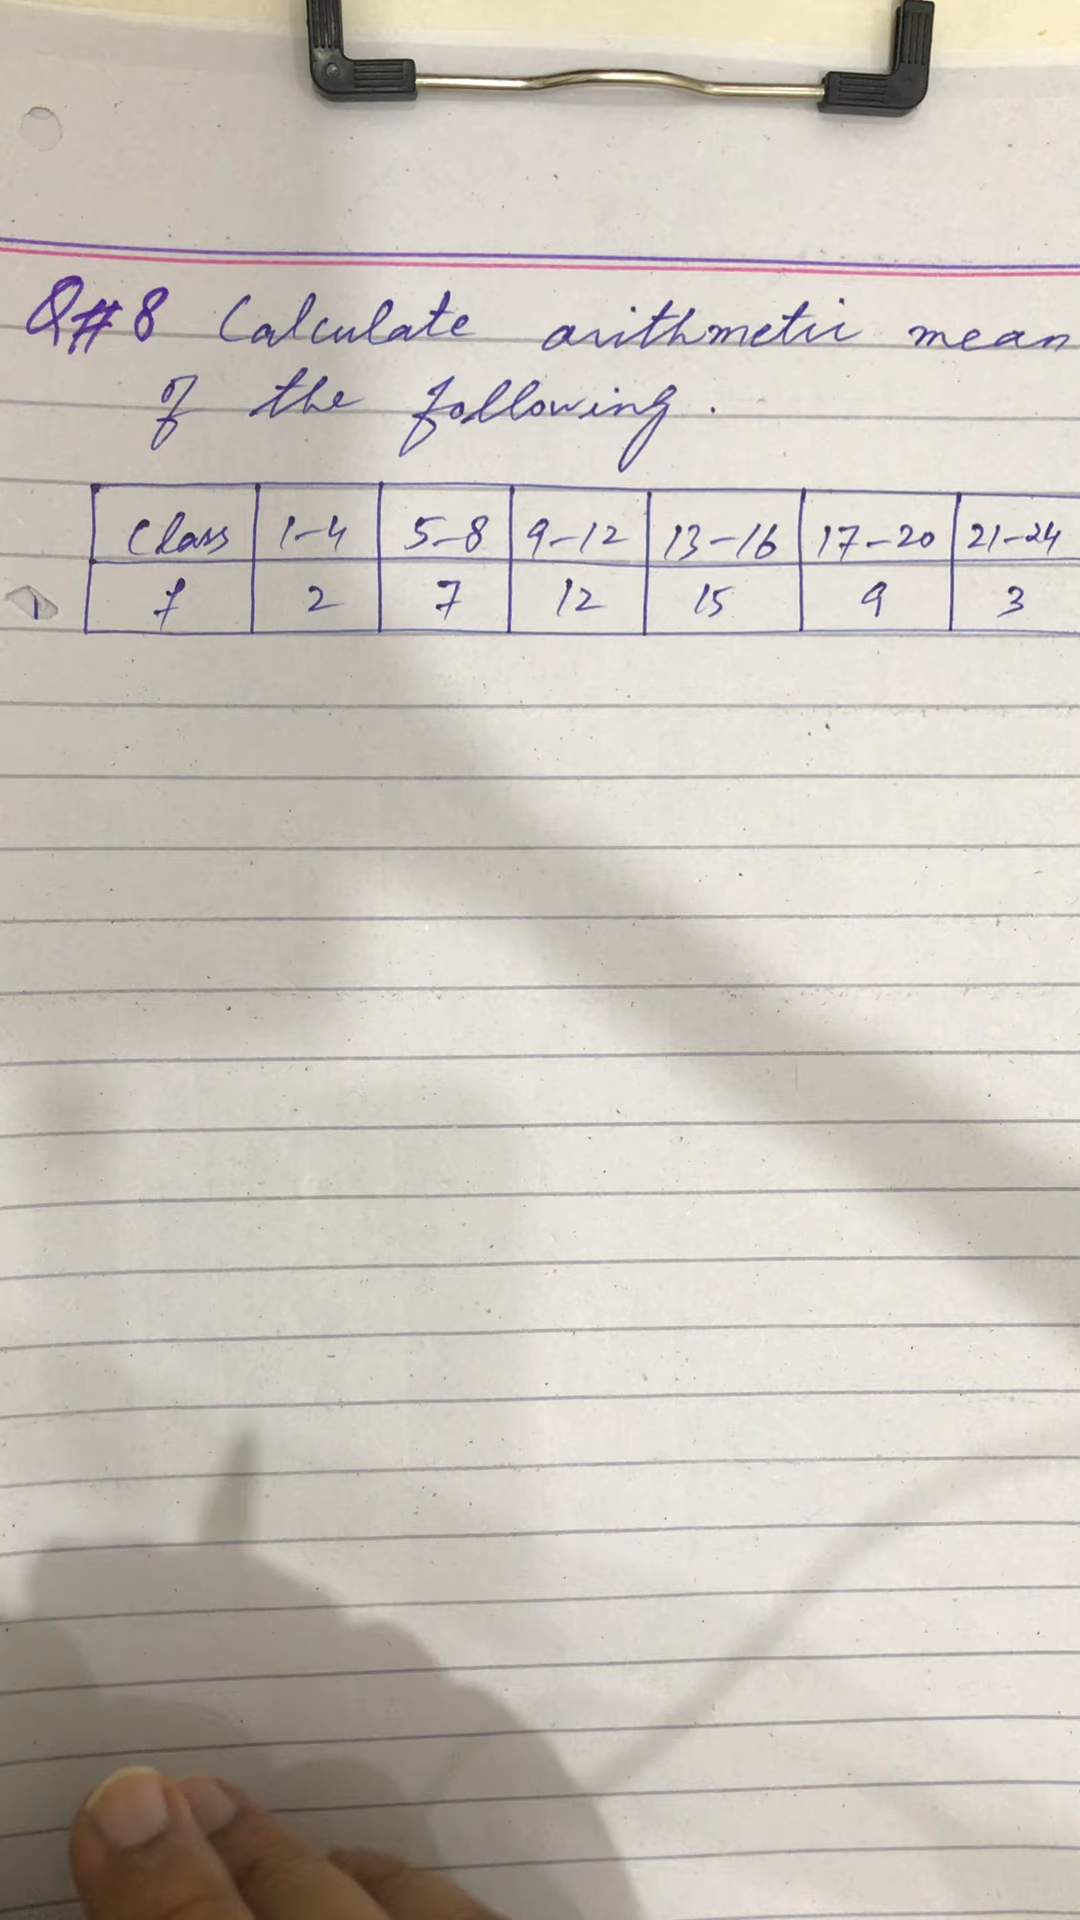 Q#8 Calculate arithmetic mean
of the following.
Class 1-4 5-8 9-12 13-16 17-20 21-24
f 2 7 12 15 9 3